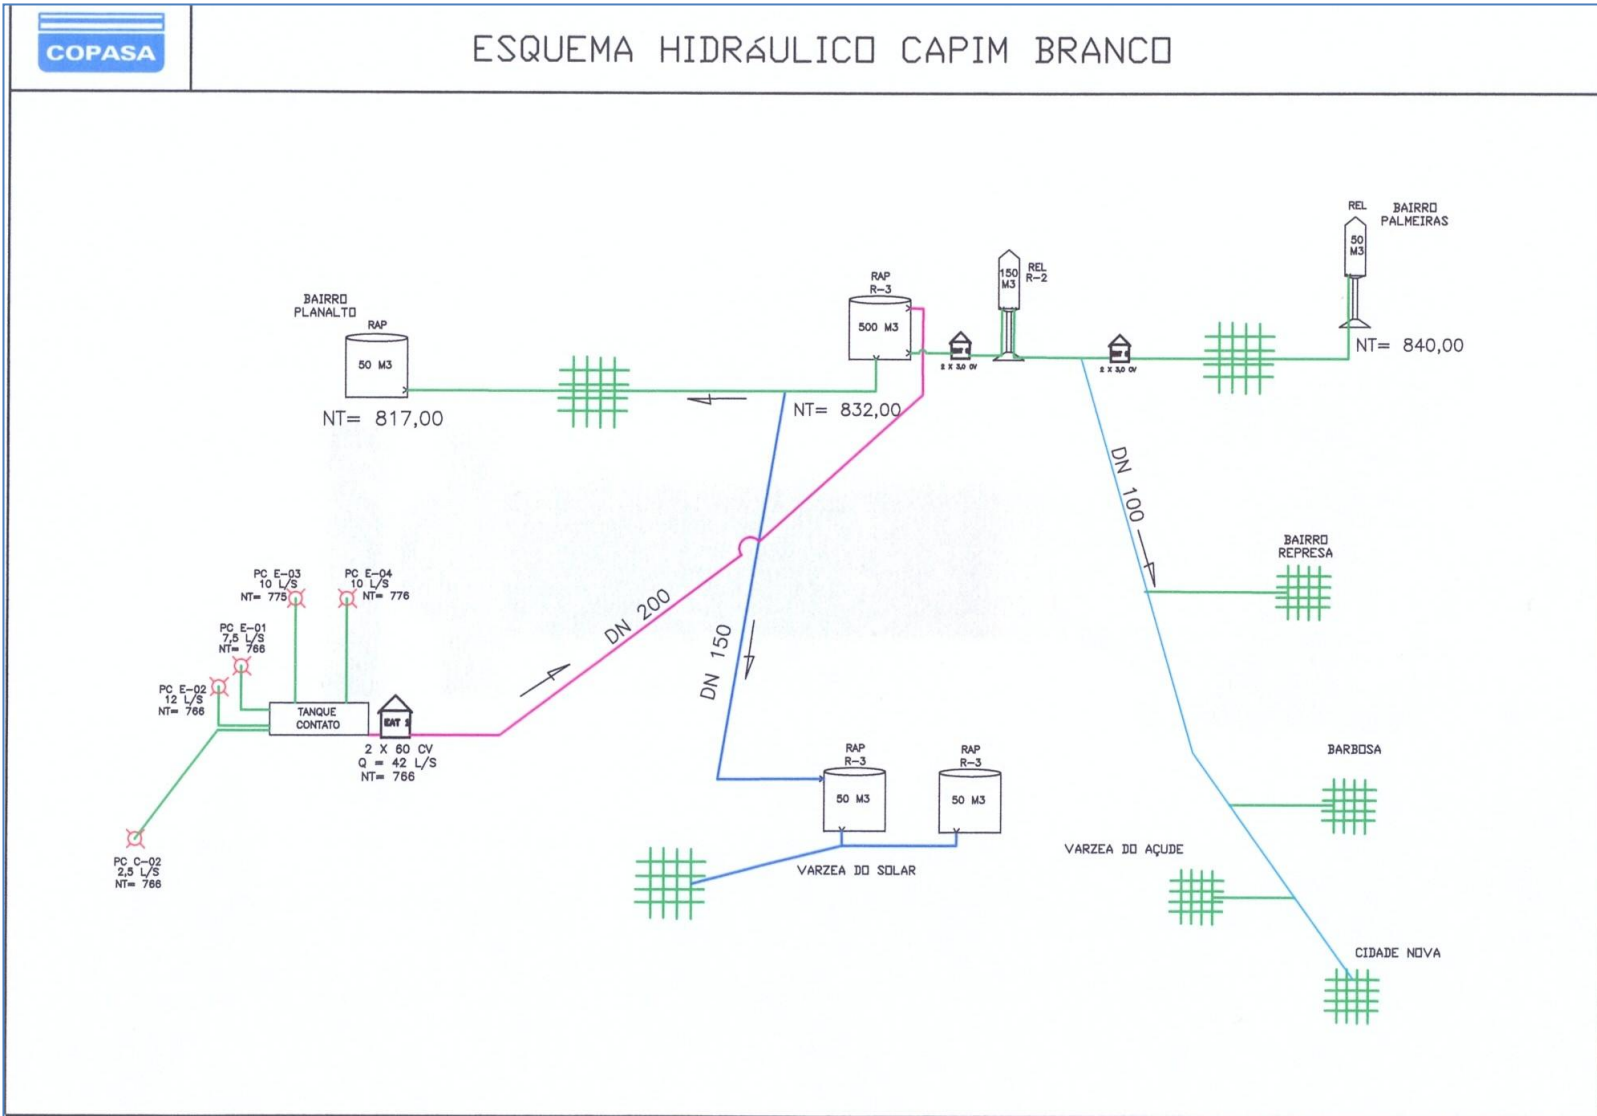 COPASA
ESQUEMA HIDRÁULICO CAPIM BRANCO
REL
BAIRRO
PALMEIRAS
50
M3
NT= 840,00
REL
R-2
150
M3
RAP
R-3
500 M3
2 X 3,0 CV
2 X 3,0 CV
BAIRRO
PLANALTO
RAP
50 M3
NT= 817,00
NT= 832,00
DN 100
BAIRRO
REPRESA
PC E-03
10 L/S
NT= 775
PC E-04
10 L/S
NT= 776
PC E-01
7,5 L/S
NT= 766
PC E-02
12 L/S
NT= 766
DN 200
DN 150
TANQUE
CONTATO
2 X 60 CV
Q = 42 L/S
NT= 766
RAP
R-3
50 M3
RAP
R-3
50 M3
BARBOSA
PC C-02
2,5 L/S
NT= 766
VARZEA DO SOLAR
VARZEA DO AÇUDE
CIDADE NOVA